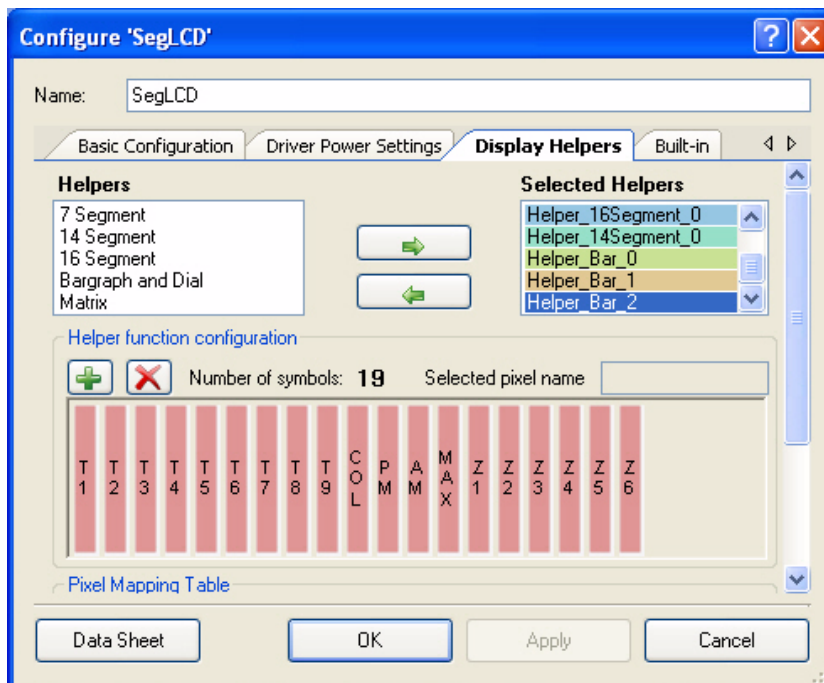 Configure 'SegLCD'
Name: SegLCD
Basic Configuration Driver Power Settings Display Helpers Built-in
Helpers Selected Helpers
7 Segment
14 Segment
16 Segment
Bargraph and Dial
Matrix
Helper_16Segment_0
Helper_14Segment_0
Helper_Bar_0
Helper_Bar_1
Helper_Bar_2
Helper function configuration
Number of symbols: 19 Selected pixel name
T1 T2 T3 T4 T5 T6 T7 T8 T9 COL PM AM MAX Z1 Z2 Z3 Z4 Z5 Z6
Pixel Mapping Table
Data Sheet OK Apply Cancel